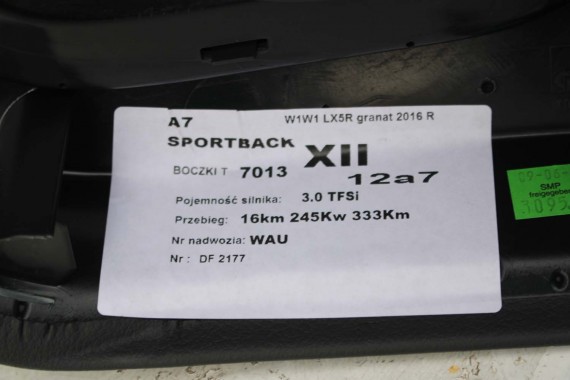 A7 W1W1 LX5R granat 2016 R
SPORTBACK
BOCZKI T 7013 XII
12a7
Pojemność silnika: 3.0 TFSi
Przebieg: 16km 245Kw 333Km
Nr nadwozia: WAU
Nr : DF 2177
SMP
freigegeben